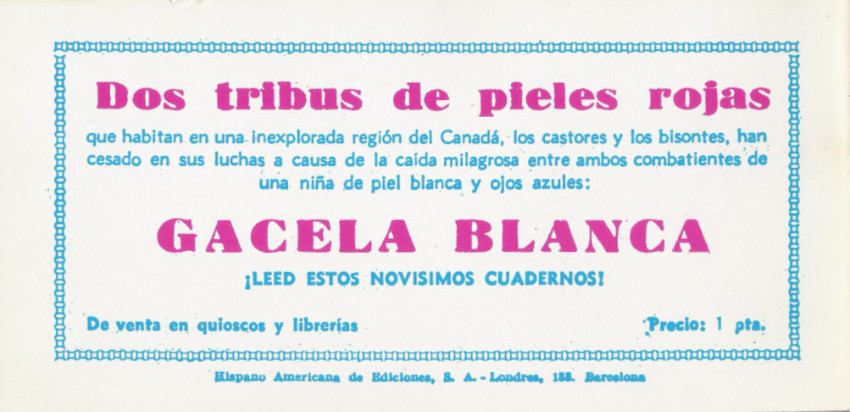 Dos tribus de pieles rojas
que habitan en una inexplorada región del Canadá, los castores y los bisontes, han
cesado en sus luchas a causa de la caída milagrosa entre ambos combatientes de
una niña de piel blanca y ojos azules:
GACELA BLANCA
¡LEED ESTOS NOVISIMOS CUADERNOS!
De venta en quioscos y librerías
Precio: 1 pta.
Hispano Americana de Ediciones, S. A. - Londres, 188. Barcelona